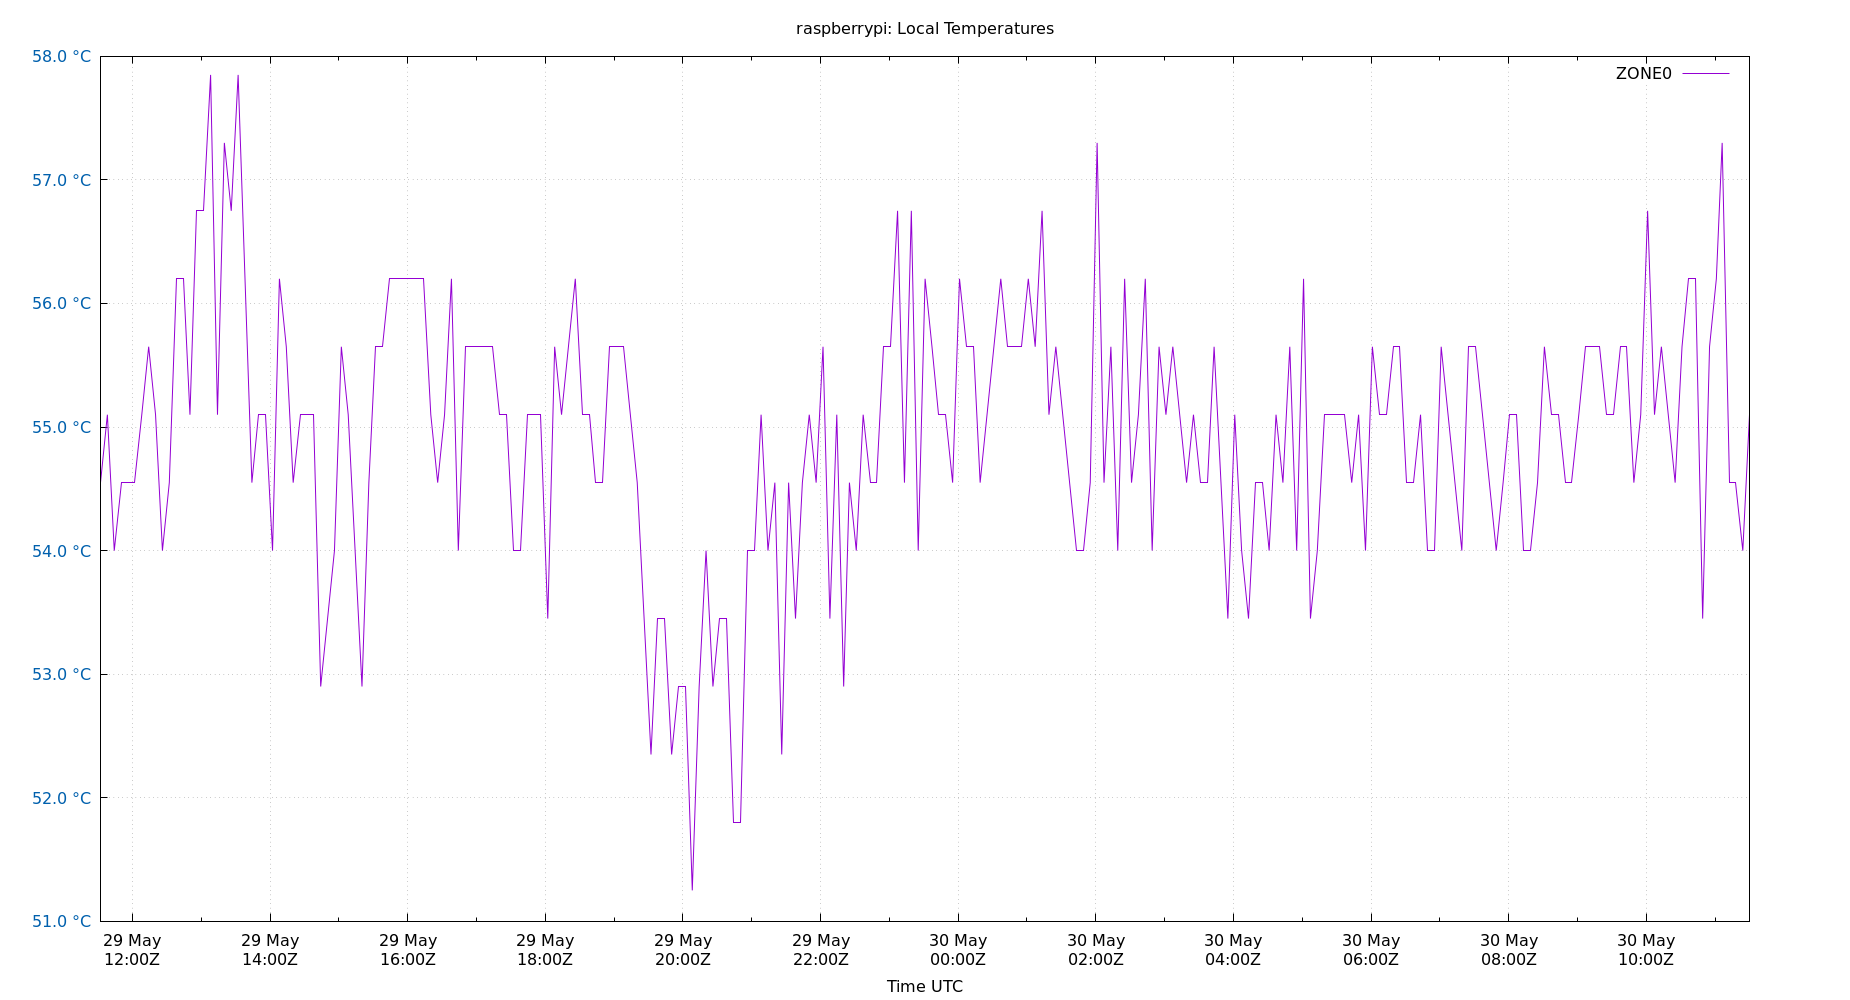 raspberrypi: Local Temperatures
58.0 °C
ZONE0
57.0 °C
56.0 °C
55.0 °C
54.0 °C
53.0 °C
52.0 °C
51.0 °C
29 May 29 May 29 May 29 May 29 May 29 May 30 May 30 May 30 May 30 May 30 May 30 May
12:00Z 14:00Z 16:00Z 18:00Z 20:00Z 22:00Z 00:00Z 02:00Z 04:00Z 06:00Z 08:00Z 10:00Z
Time UTC